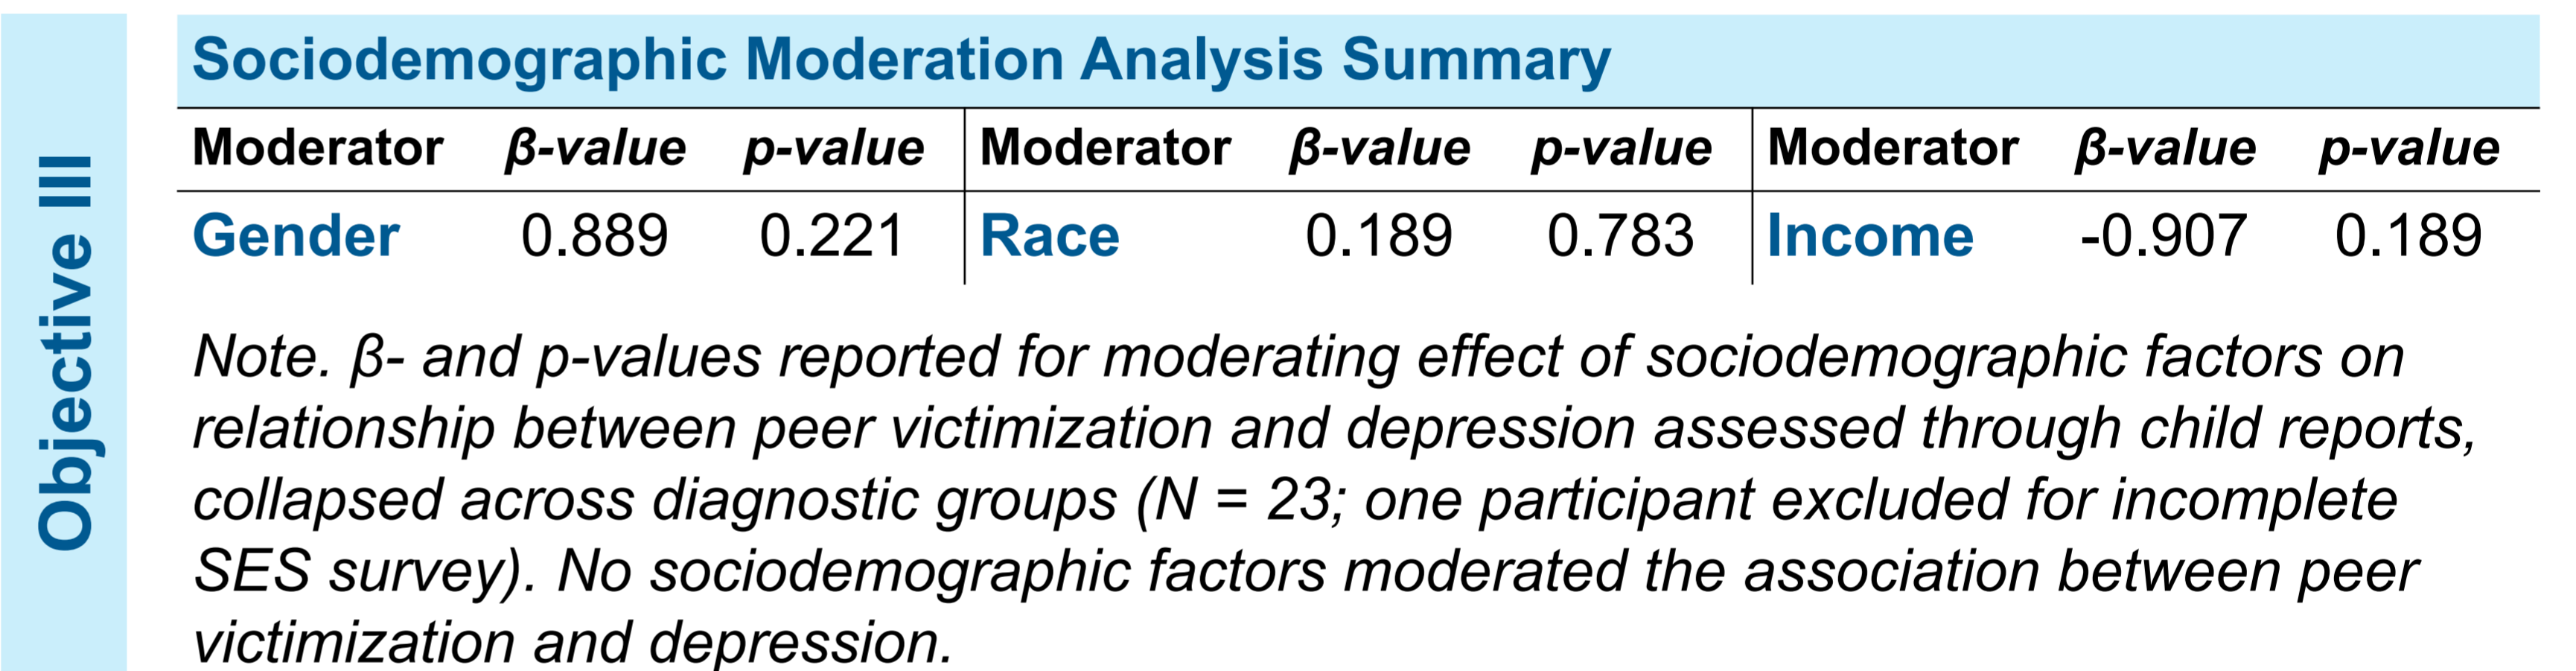 Objective III
Sociodemographic Moderation Analysis Summary
Moderator β-value p-value Moderator β-value p-value Moderator β-value p-value
Gender 0.889 0.221 Race 0.189 0.783 Income -0.907 0.189
Note. β- and p-values reported for moderating effect of sociodemographic factors on
relationship between peer victimization and depression assessed through child reports,
collapsed across diagnostic groups (N = 23; one participant excluded for incomplete
SES survey). No sociodemographic factors moderated the association between peer
victimization and depression.